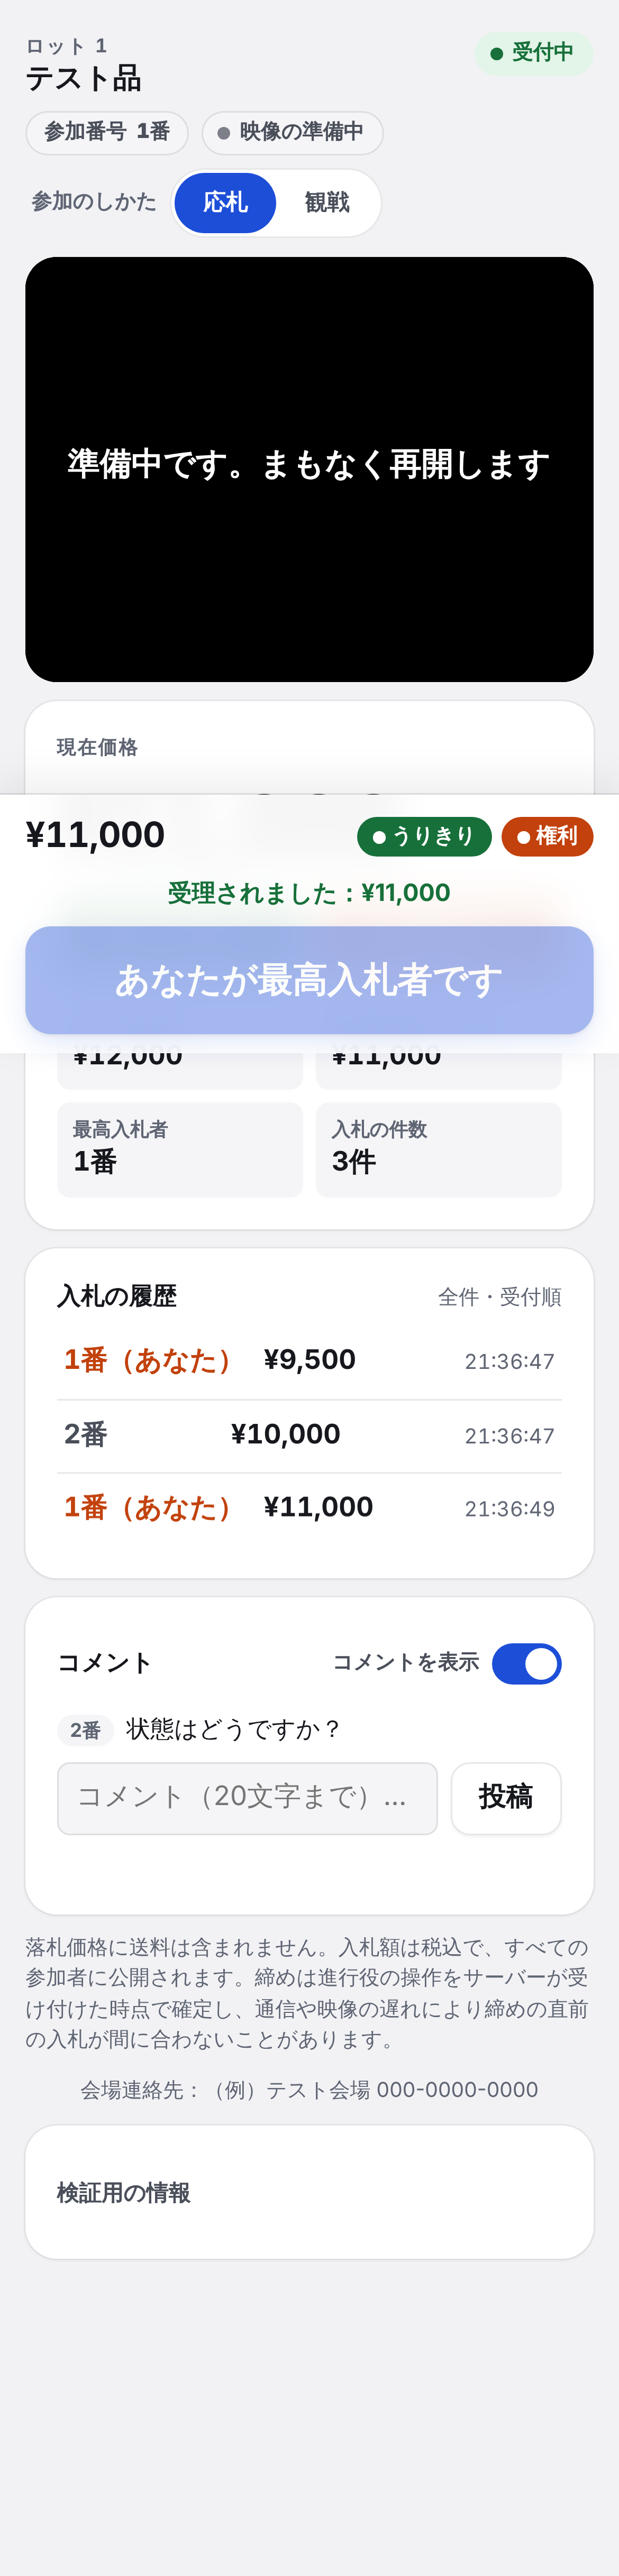 ロット 1
テスト品
受付中
参加番号 1番
映像の準備中
参加のしかた
応札
観戦
準備中です。まもなく再開します
現在価格
¥11,000
うりきり
権利
受理されました：¥11,000
あなたが最高入札者です
¥12,000
¥11,000
最高入札者
1番
入札の件数
3件
入札の履歴
全件・受付順
1番（あなた） ¥9,500 21:36:47
2番 ¥10,000 21:36:47
1番（あなた） ¥11,000 21:36:49
コメント
コメントを表示
2番 状態はどうですか？
コメント（20文字まで）…
投稿
落札価格に送料は含まれません。入札額は税込で、すべての
参加者に公開されます。締めは進行役の操作をサーバーが受
け付けた時点で確定し、通信や映像の遅れにより締めの直前
の入札が間に合わないことがあります。
会場連絡先：（例）テスト会場 000-0000-0000
検証用の情報